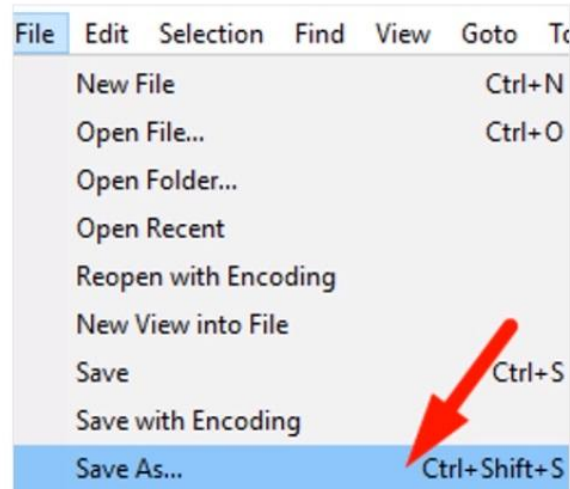 File Edit Selection Find View Goto
New File Ctrl+N
Open File... Ctrl+O
Open Folder...
Open Recent
Reopen with Encoding
New View into File
Save Ctrl+S
Save with Encoding
Save As... Ctrl+Shift+S